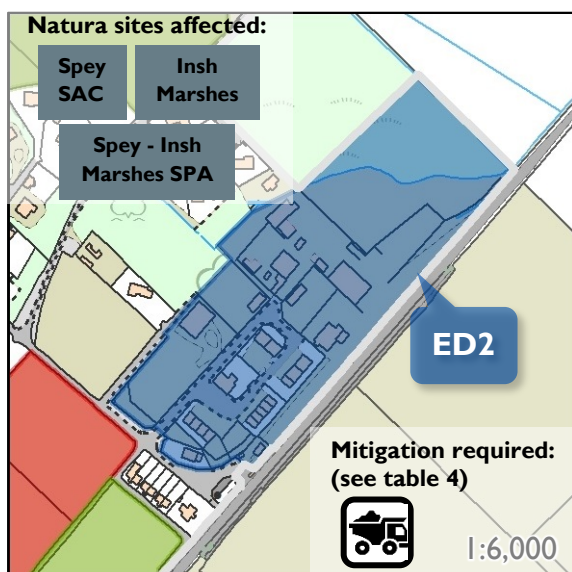 Natura sites affected:
Spey
SAC
Insh
Marshes
Spey - Insh
Marshes SPA
ED2
Mitigation required:
(see table 4)
1:6,000